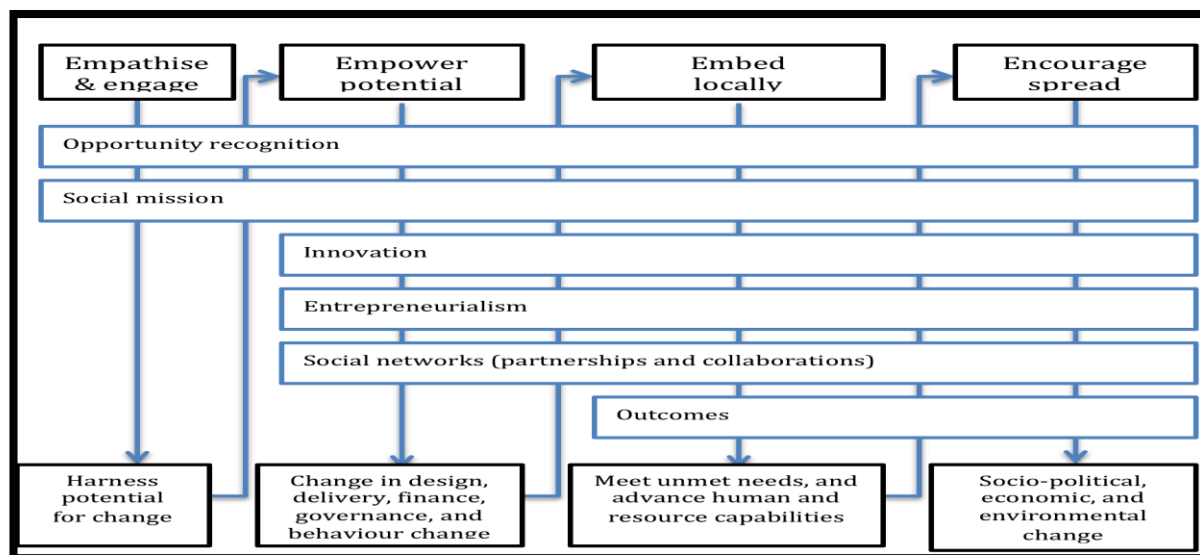 Empathise
& engage
Empower
potential
Embed
locally
Encourage
spread
Opportunity recognition
Social mission
Innovation
Entrepreneurialism
Social networks (partnerships and collaborations)
Outcomes
Harness
potential
for change
Change in design,
delivery, finance,
governance, and
behaviour change
Meet unmet needs, and
advance human and
resource capabilities
Socio-political,
economic, and
environmental
change